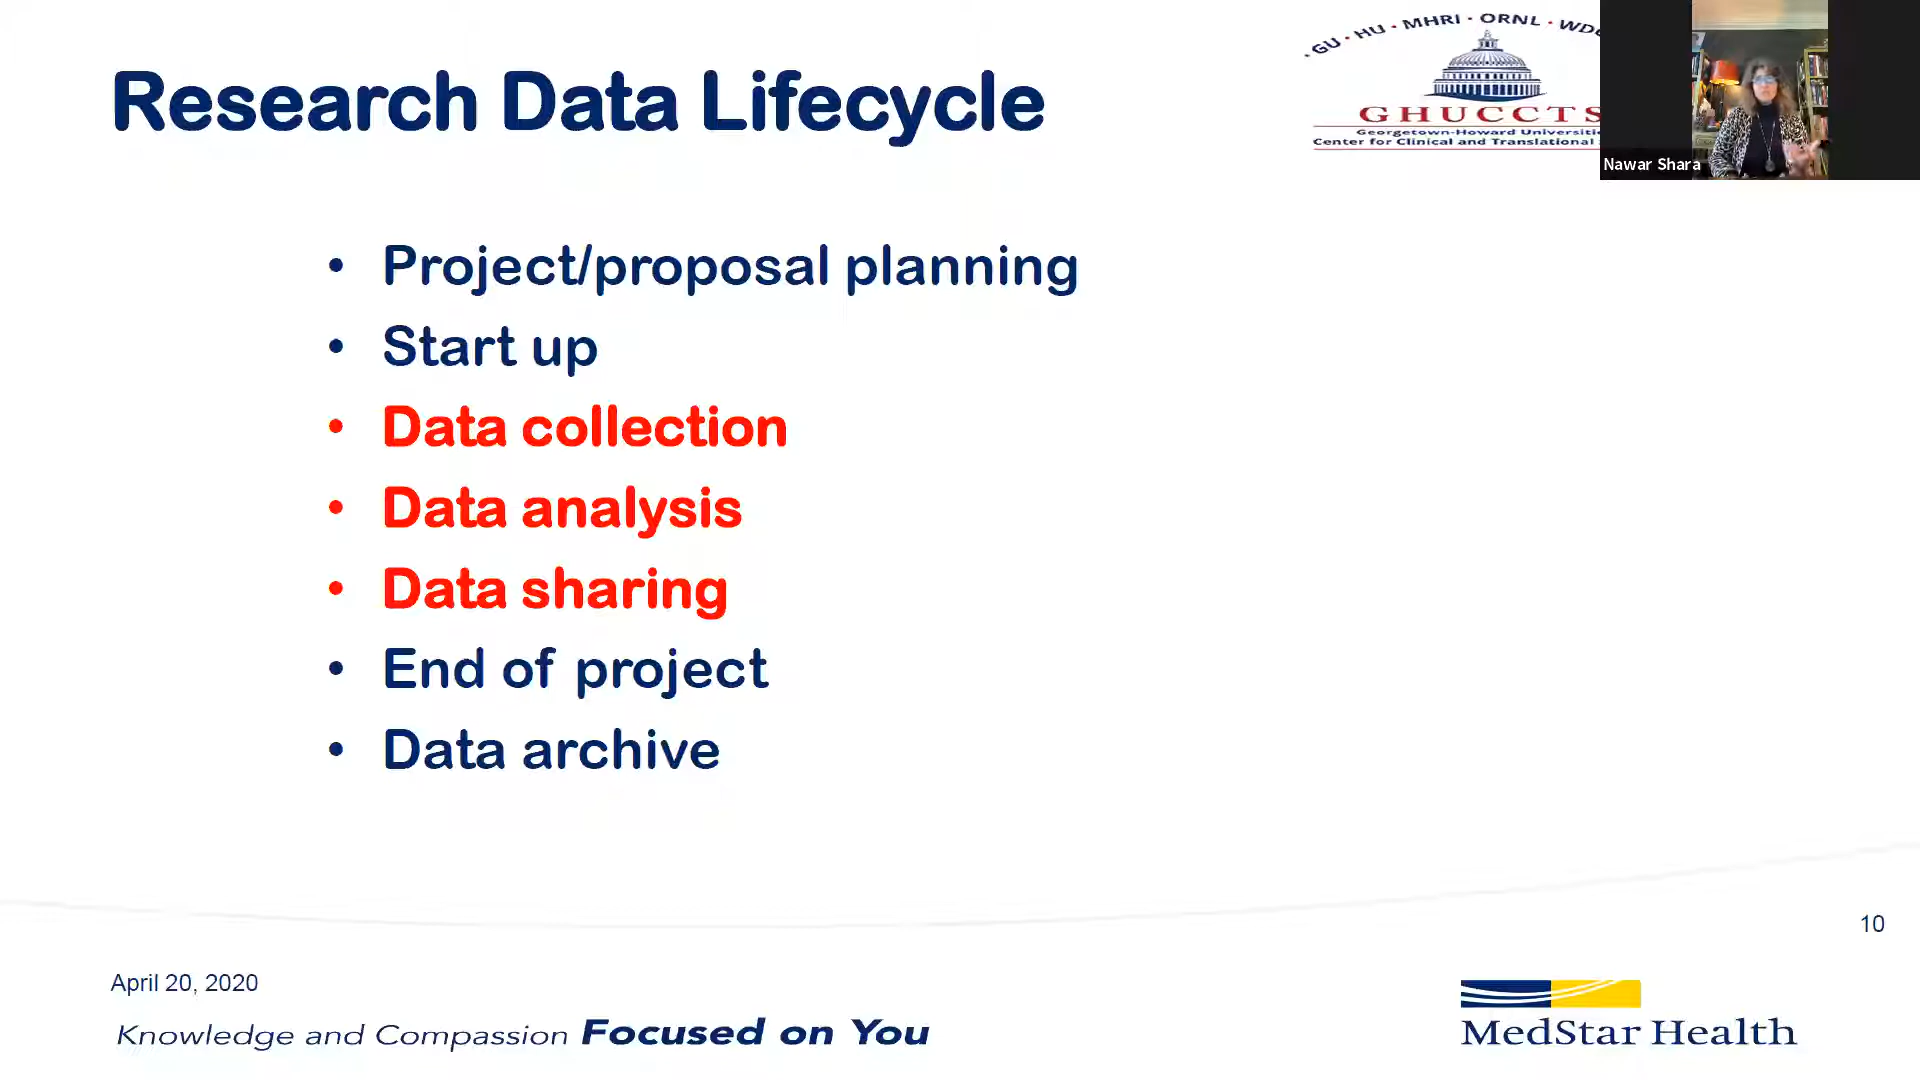 Research Data Lifecycle
· GU · HU · MHRI · ORNL ·
GHUCCTS
Georgetown-Howard
Center for Clinical and Translational
Nawar Shara
• Project/proposal planning
• Start up
• Data collection
• Data analysis
• Data sharing
• End of project
• Data archive
10
April 20, 2020
Knowledge and Compassion Focused on You
MedStar Health